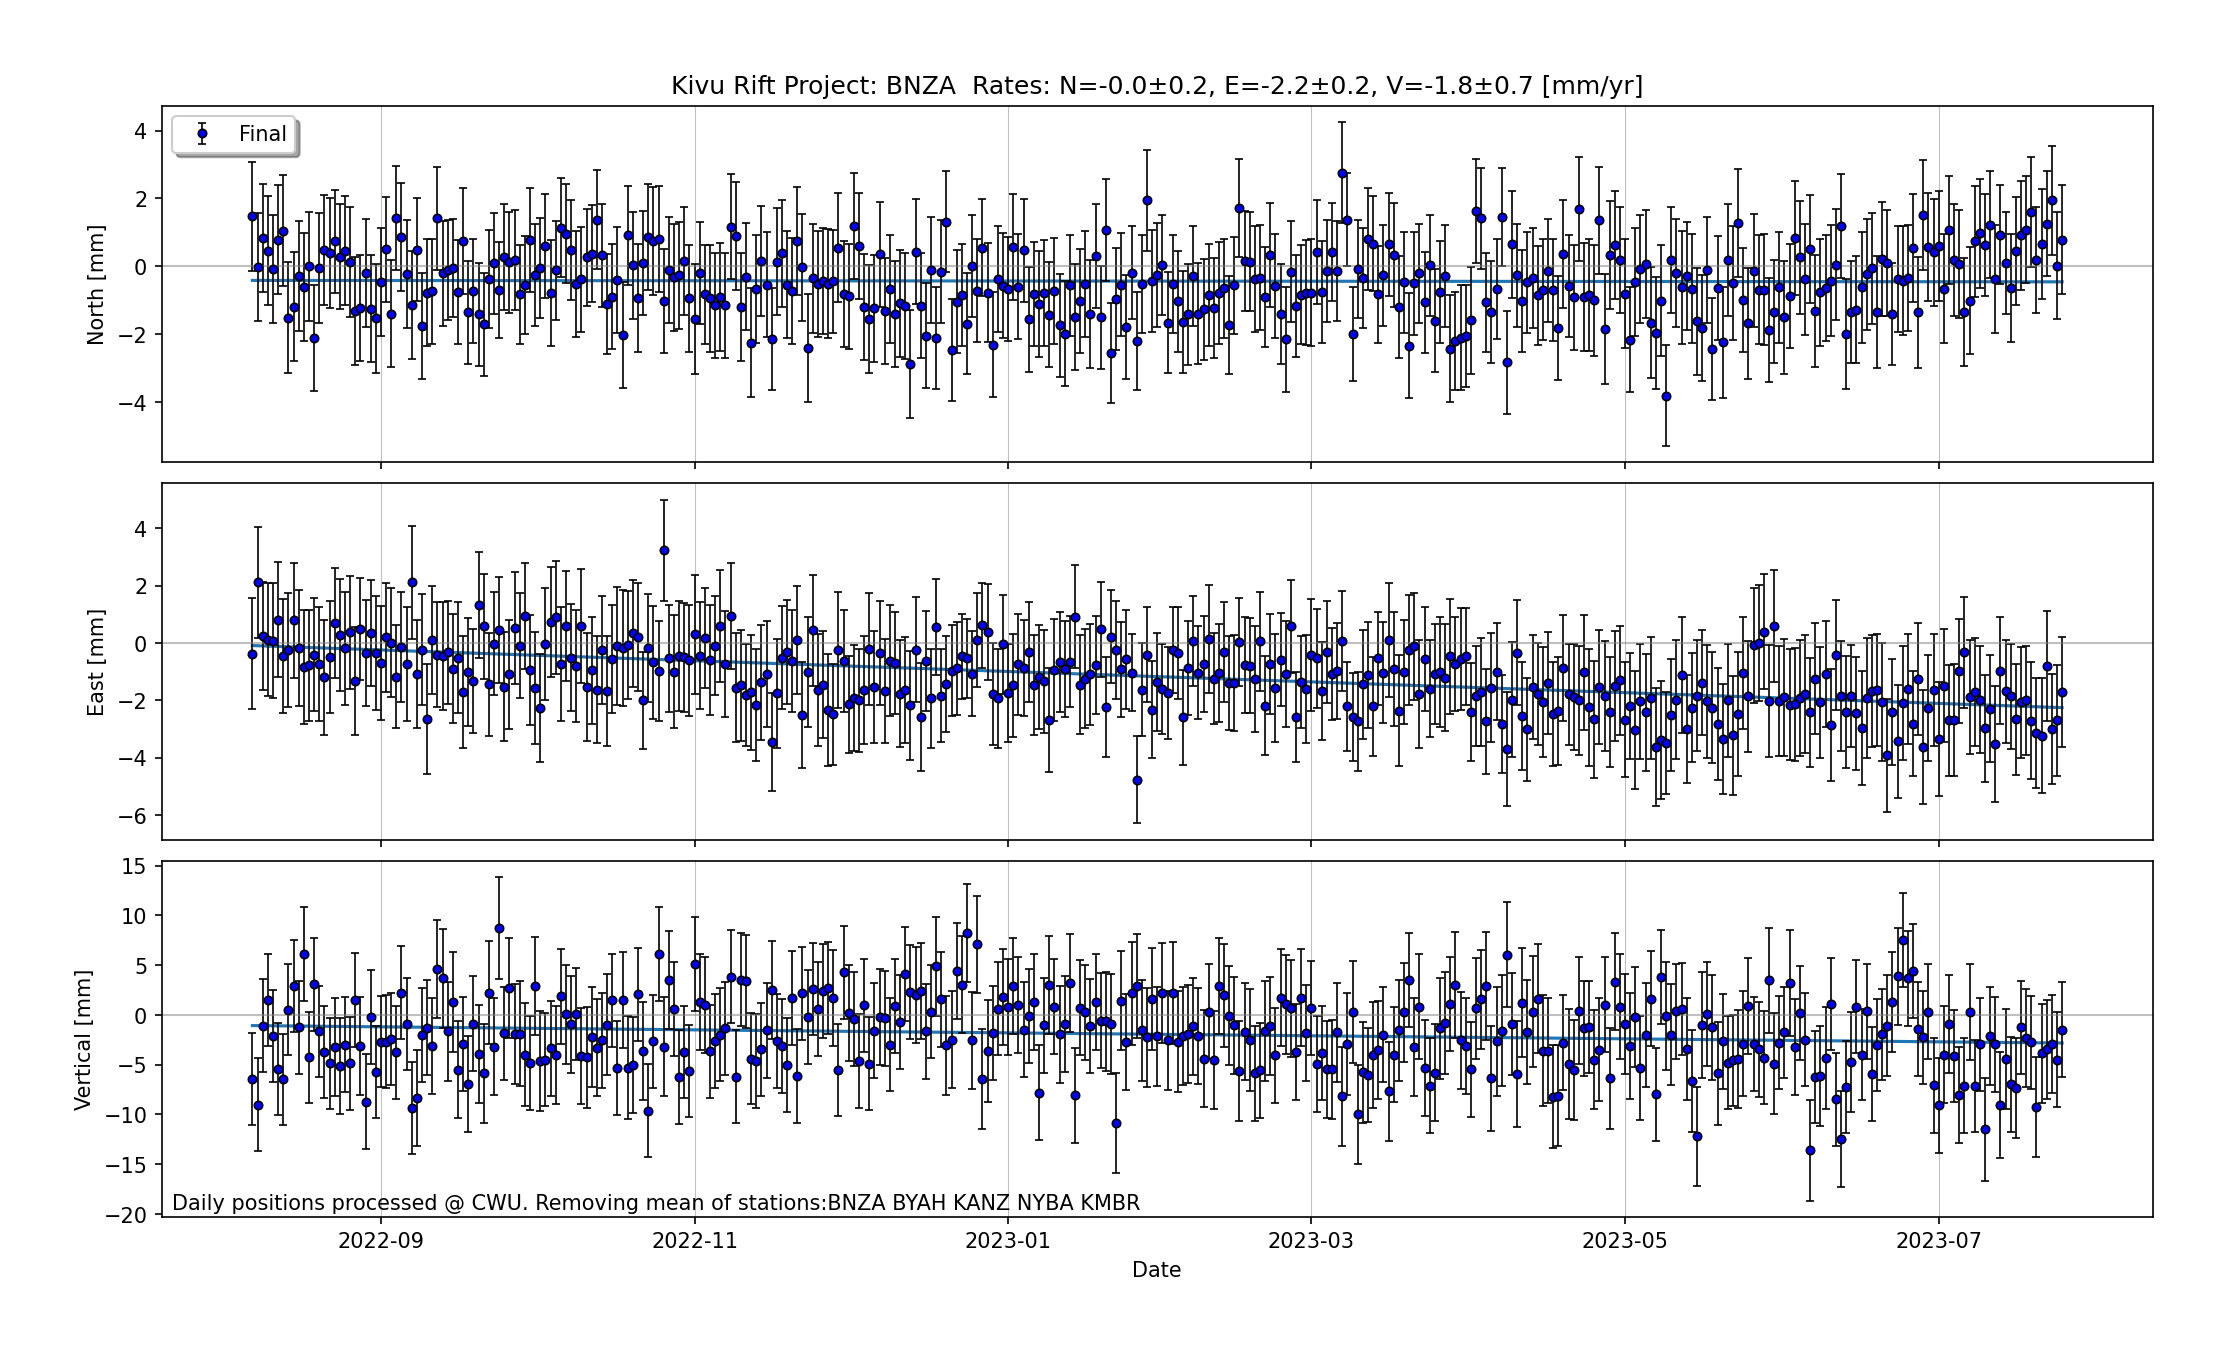 Kivu Rift Project: BNZA  Rates: N=-0.0±0.2, E=-2.2±0.2, V=-1.8±0.7 [mm/yr]
Final
4
2
0
−2
−4
North [mm]
4
2
0
−2
−4
−6
East [mm]
15
10
5
0
−5
−10
−15
−20
Vertical [mm]
Daily positions processed @ CWU. Removing mean of stations:BNZA BYAH KANZ NYBA KMBR
2022-09 2022-11 2023-01 2023-03 2023-05 2023-07
Date